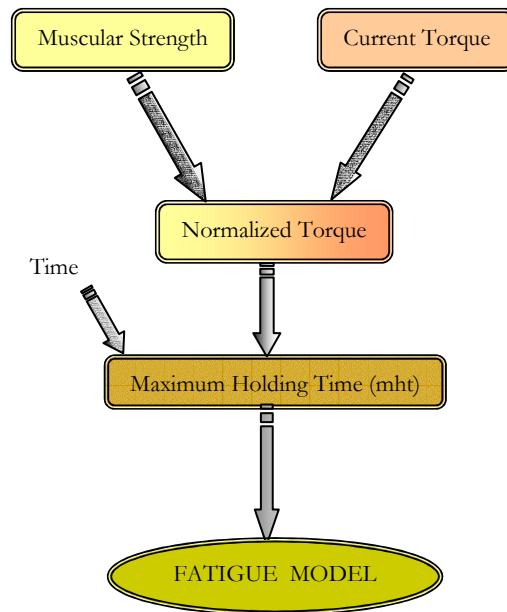 Muscular Strength
Current Torque
Normalized Torque
Time
Maximum Holding Time (mht)
FATIGUE MODEL